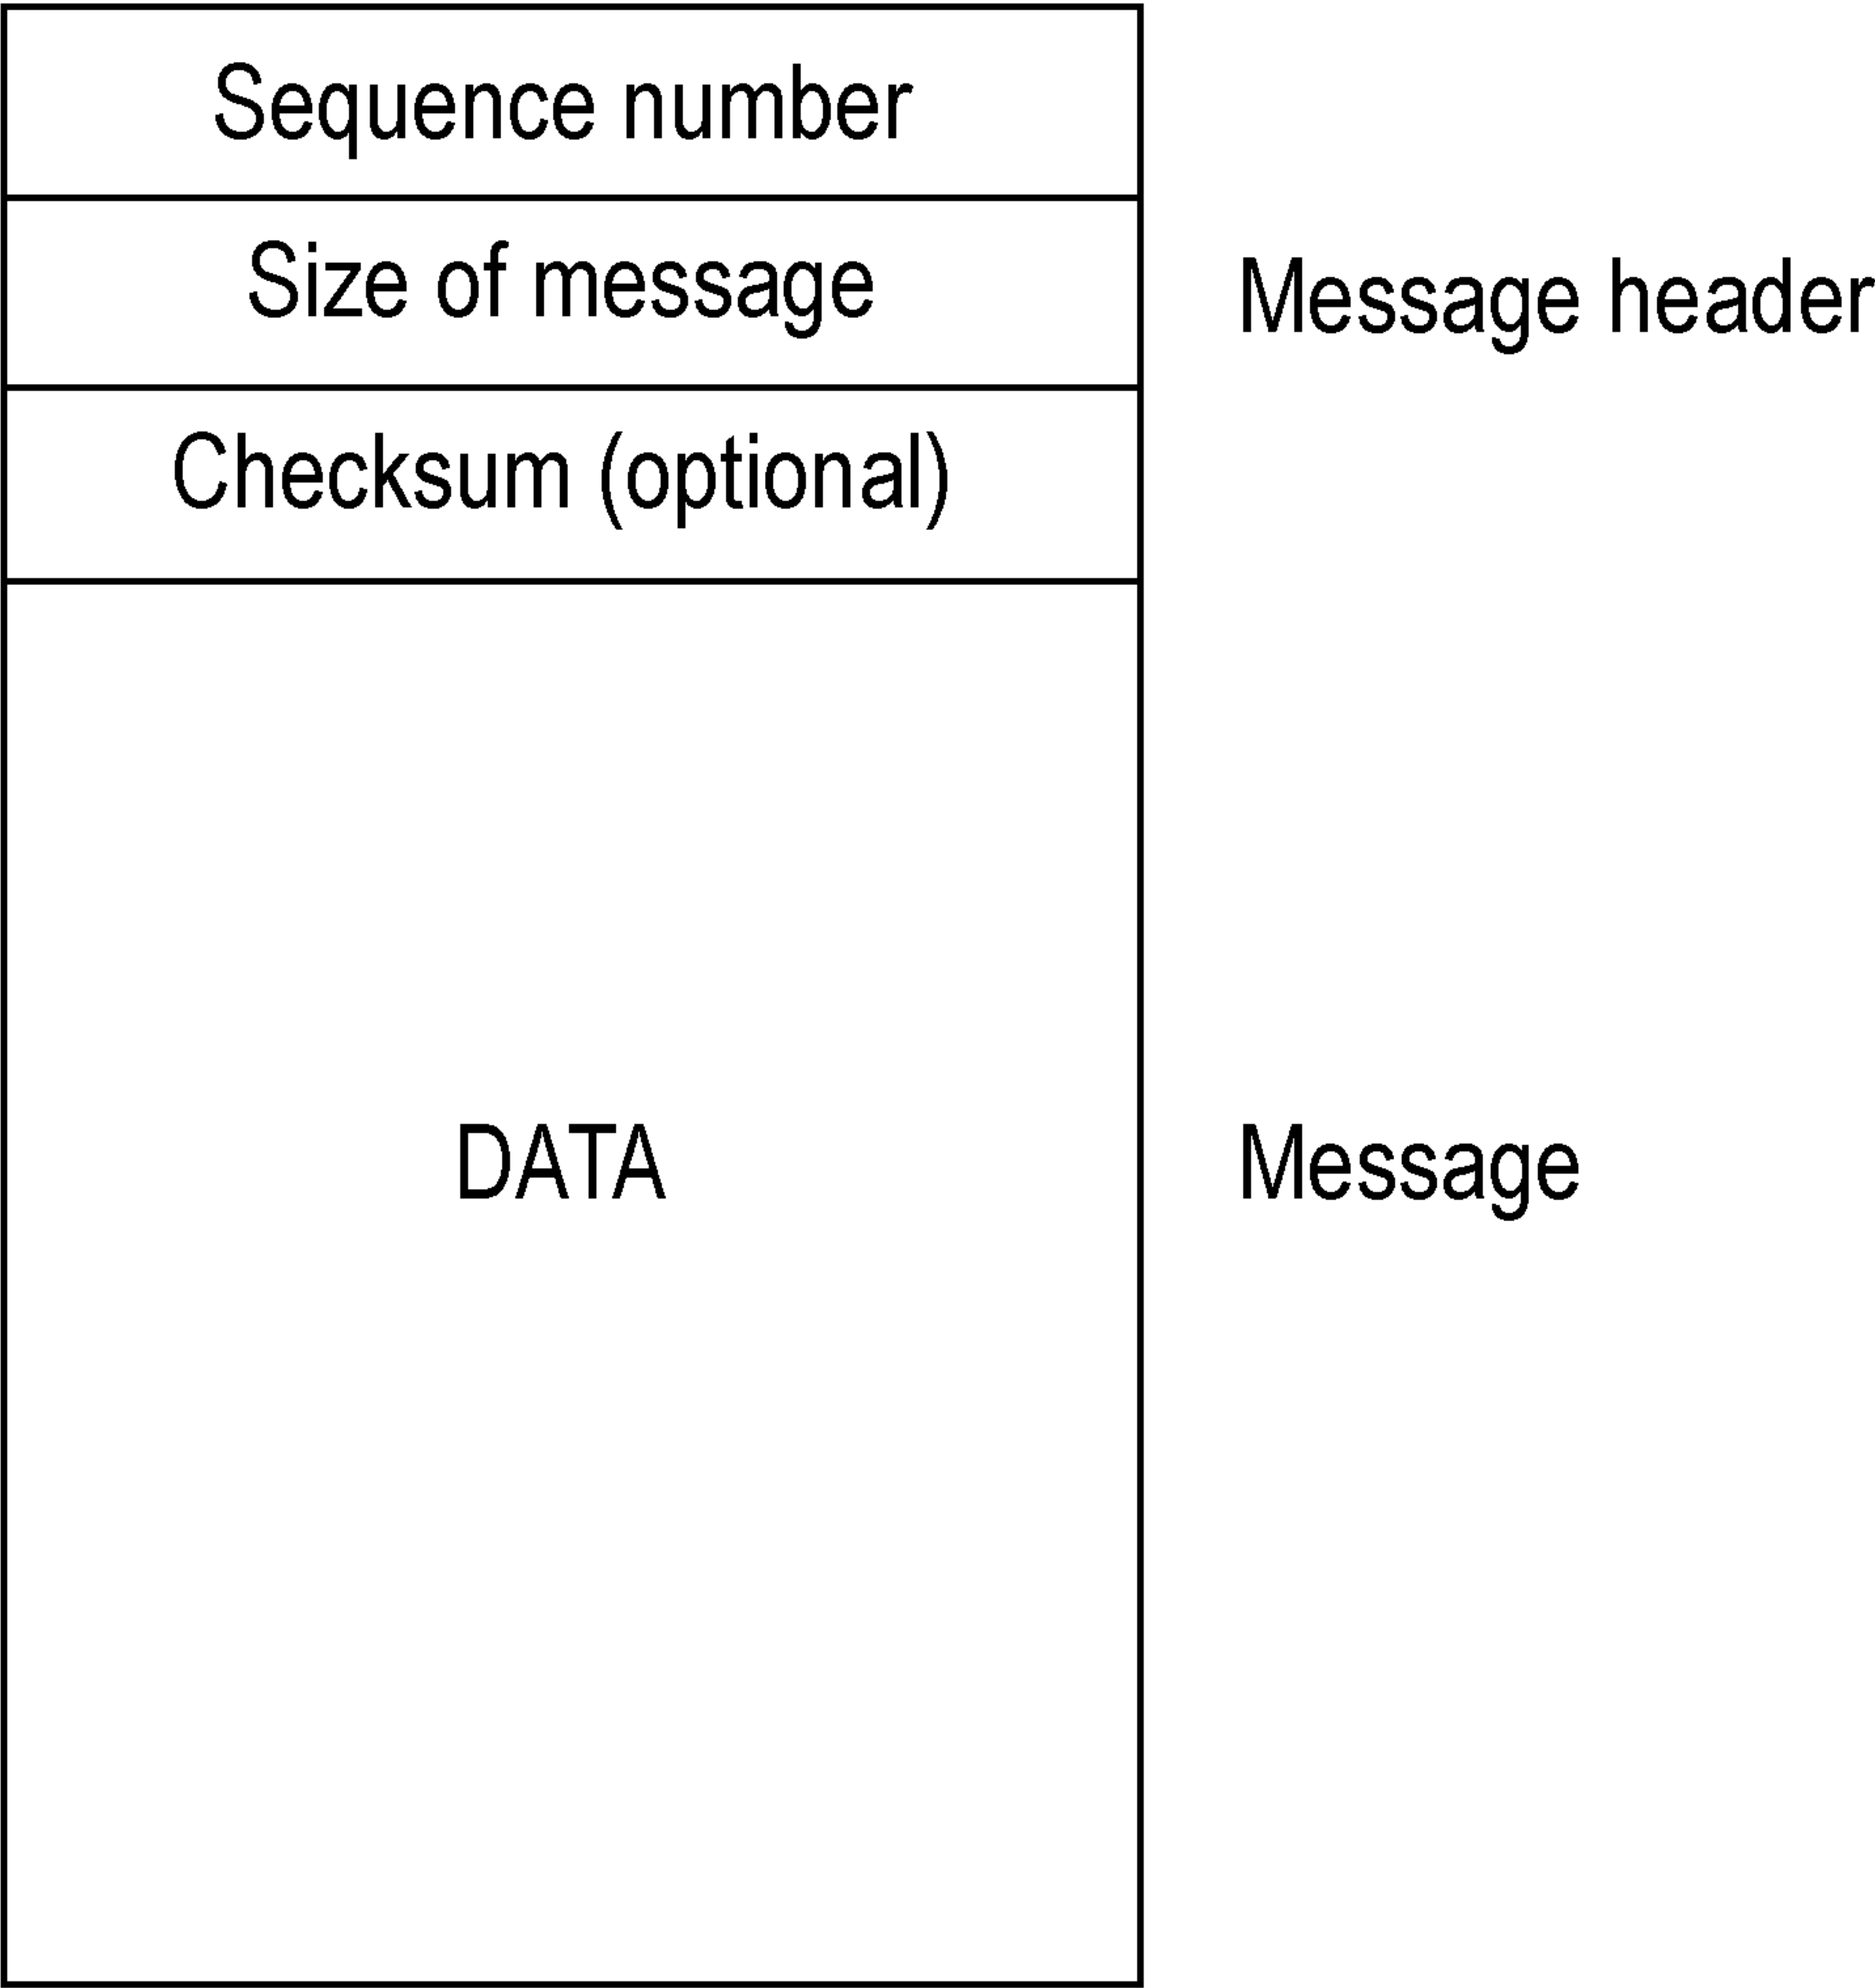 Sequence number
Size of message
Message header
Checksum (optional)
DATA
Message